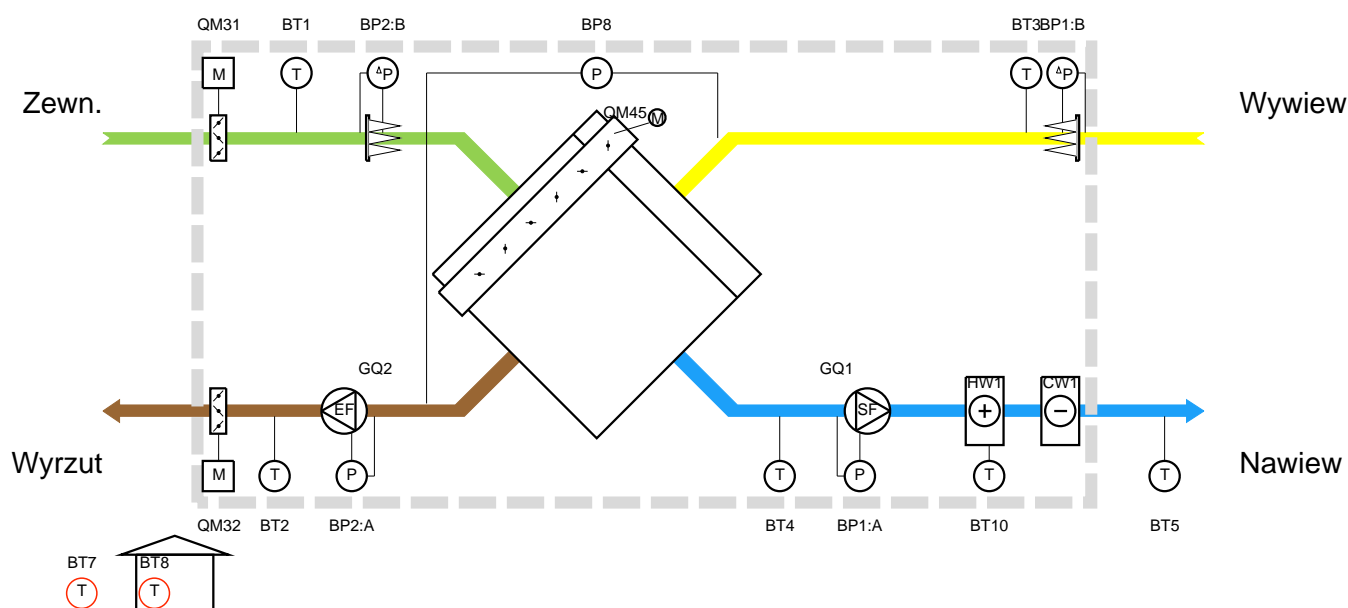 QM31 BT1 BP2:B BP8 BT3 BP1:B
M T ΔP P T ΔP
Zewn. Wywiew
QM45 M
GQ2 GQ1
HW1 CW1
EF SF + −
Wyrzut Nawiew
M T P T P T T
QM32 BT2 BP2:A BT4 BP1:A BT10 BT5
BT7 BT8
T T